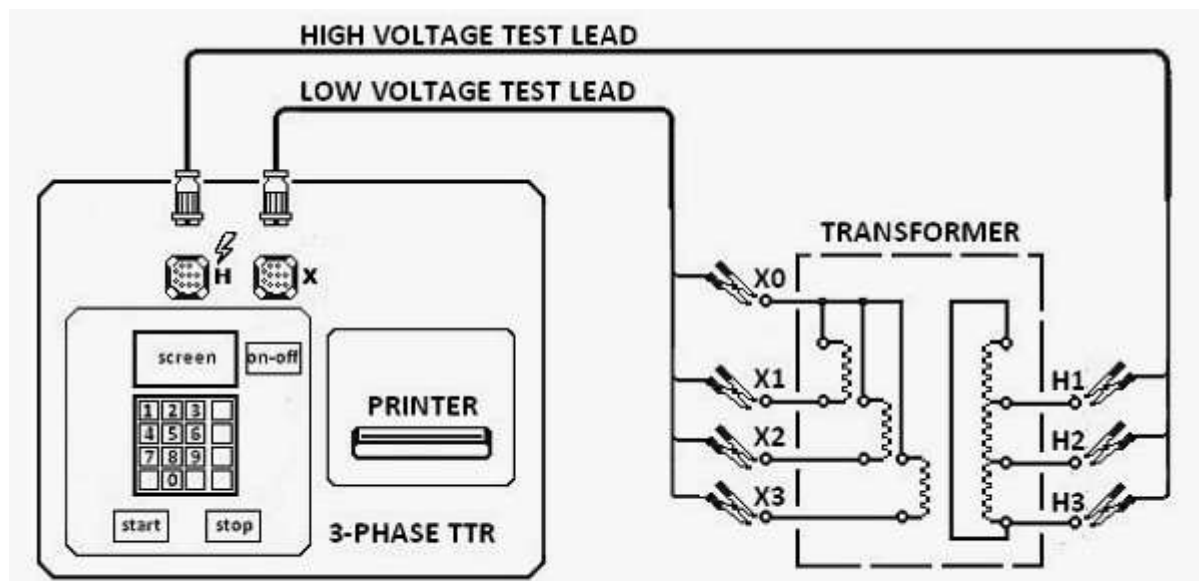 HIGH VOLTAGE TEST LEAD
LOW VOLTAGE TEST LEAD
TRANSFORMER
H
X
X0
screen
on-off
X1
H1
1 2 3
PRINTER
4 5 6
X2
H2
7 8 9
0
X3
H3
start
stop
3-PHASE TTR